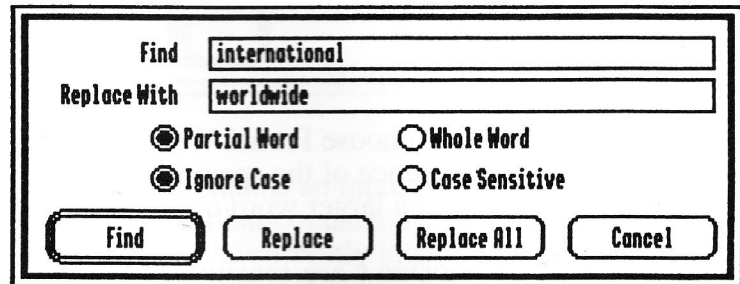 Find international
Replace With worldwide
Partial Word Whole Word
Ignore Case Case Sensitive
Find Replace Replace All Cancel